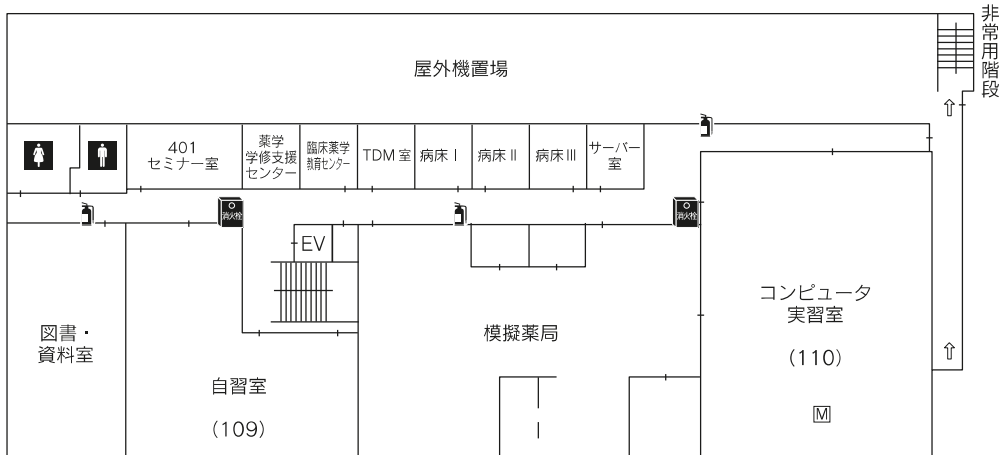 非常用階段
屋外機置場
401
セミナー室
薬学
学修支援
センター
臨床薬学
教育センター
TDM室
病床Ⅰ
病床Ⅱ
病床Ⅲ
サーバー
室
消火栓
消火栓
EV
図書・
資料室
自習室
(109)
模擬薬局
コンピュータ
実習室
(110)
M